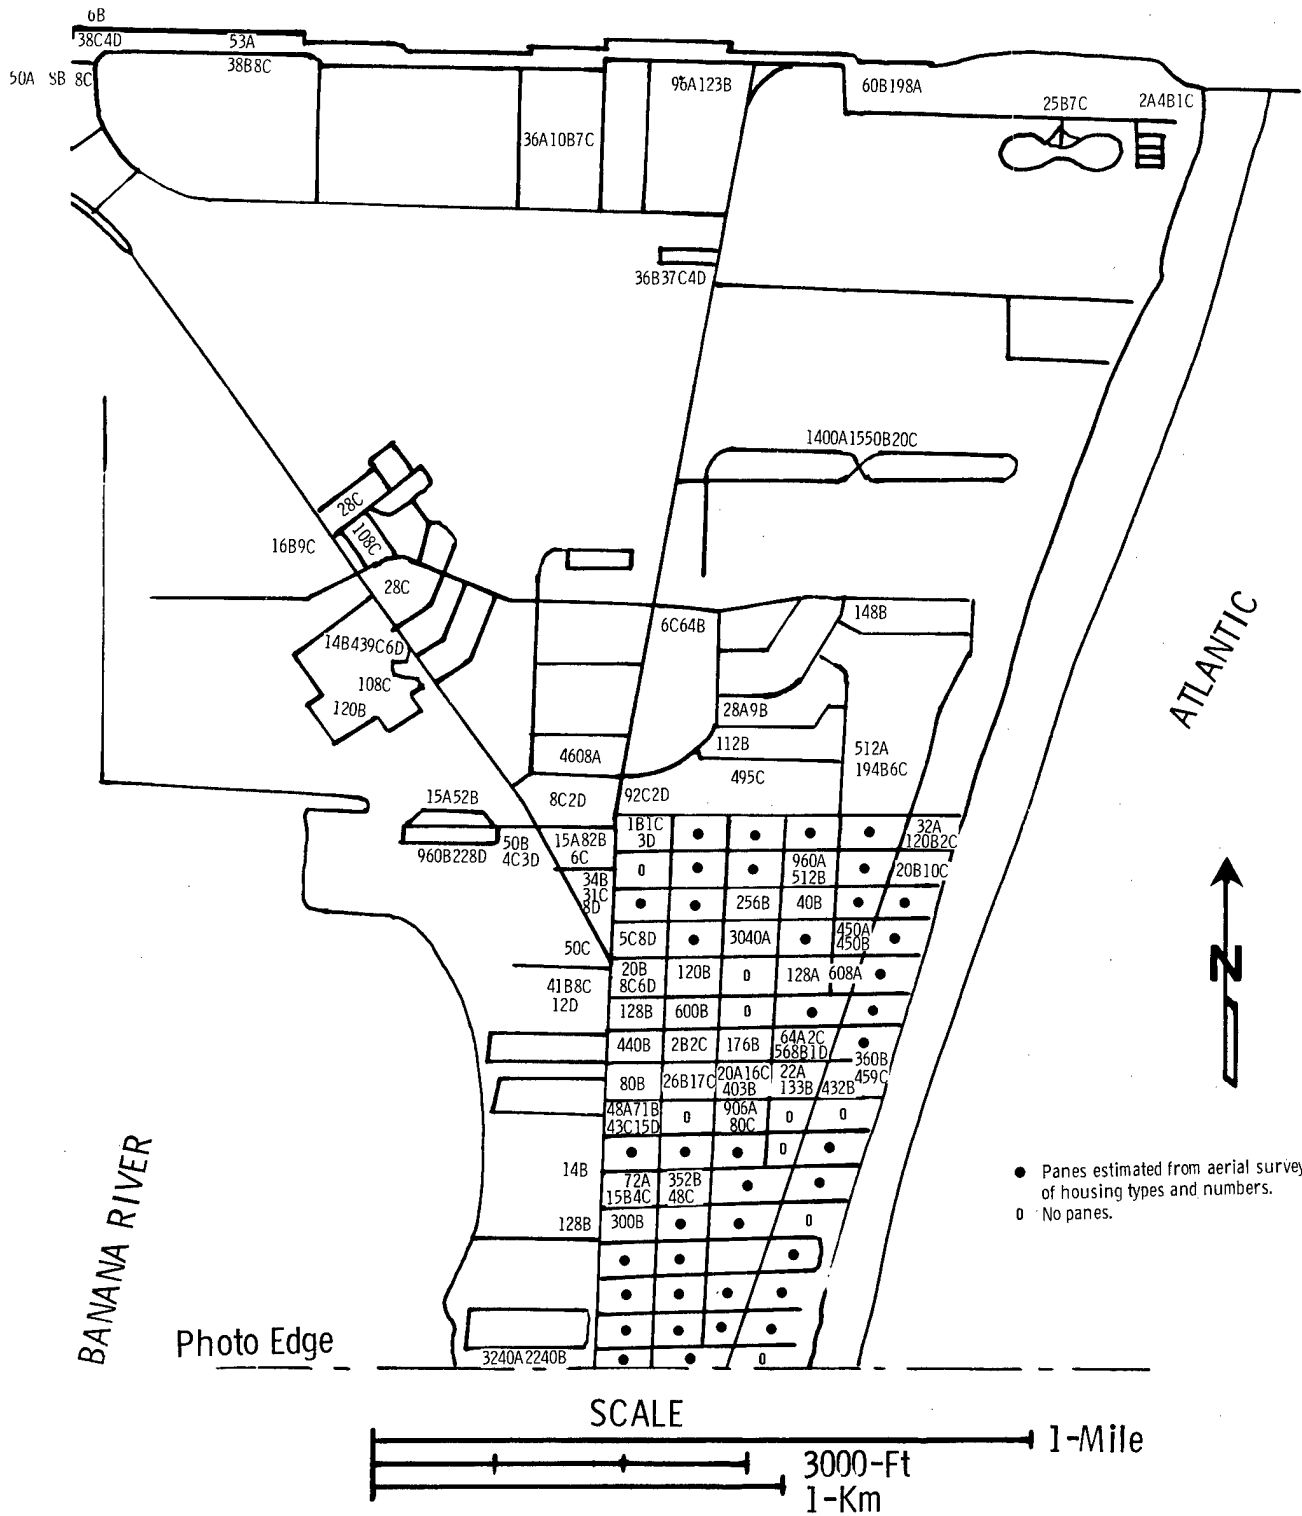 6B
38C4D
53A
50A
8B 8C
38B8C
96A123B
60B198A
25B7C
2A4B1C
36A10B7C
36B37C4D
1400A1550B20C
28C
108C
16B9C
28C
6C64B
148B
14B439C6D
108C
120B
28A9B
112B
4608A
495C
512A
194B6C
15A52B
8C2D
92C2D
1B1C
3D
32A
120B2C
960B228D
50B
4C3D
15A82B
6C
0
960A
512B
20B10C
34B
31C
8D
256B
40B
50C
5C8D
3040A
450A
450B
41B8C
12D
20B
8C6D
120B
0
128A
608A
128B
600B
0
440B
2B2C
176B
64A2C
568B1D
360B
459C
80B
26B17C
20A16C
403B
22A
133B
432B
48A71B
43C15D
0
906A
80C
0
0
0
14B
72A
15B4C
352B
48C
128B
300B
0
3240A2240B
0
ATLANTIC
N
BANANA RIVER
● Panes estimated from aerial survey
of housing types and numbers.
0 No panes.
Photo Edge
SCALE
1-Mile
3000-Ft
1-Km